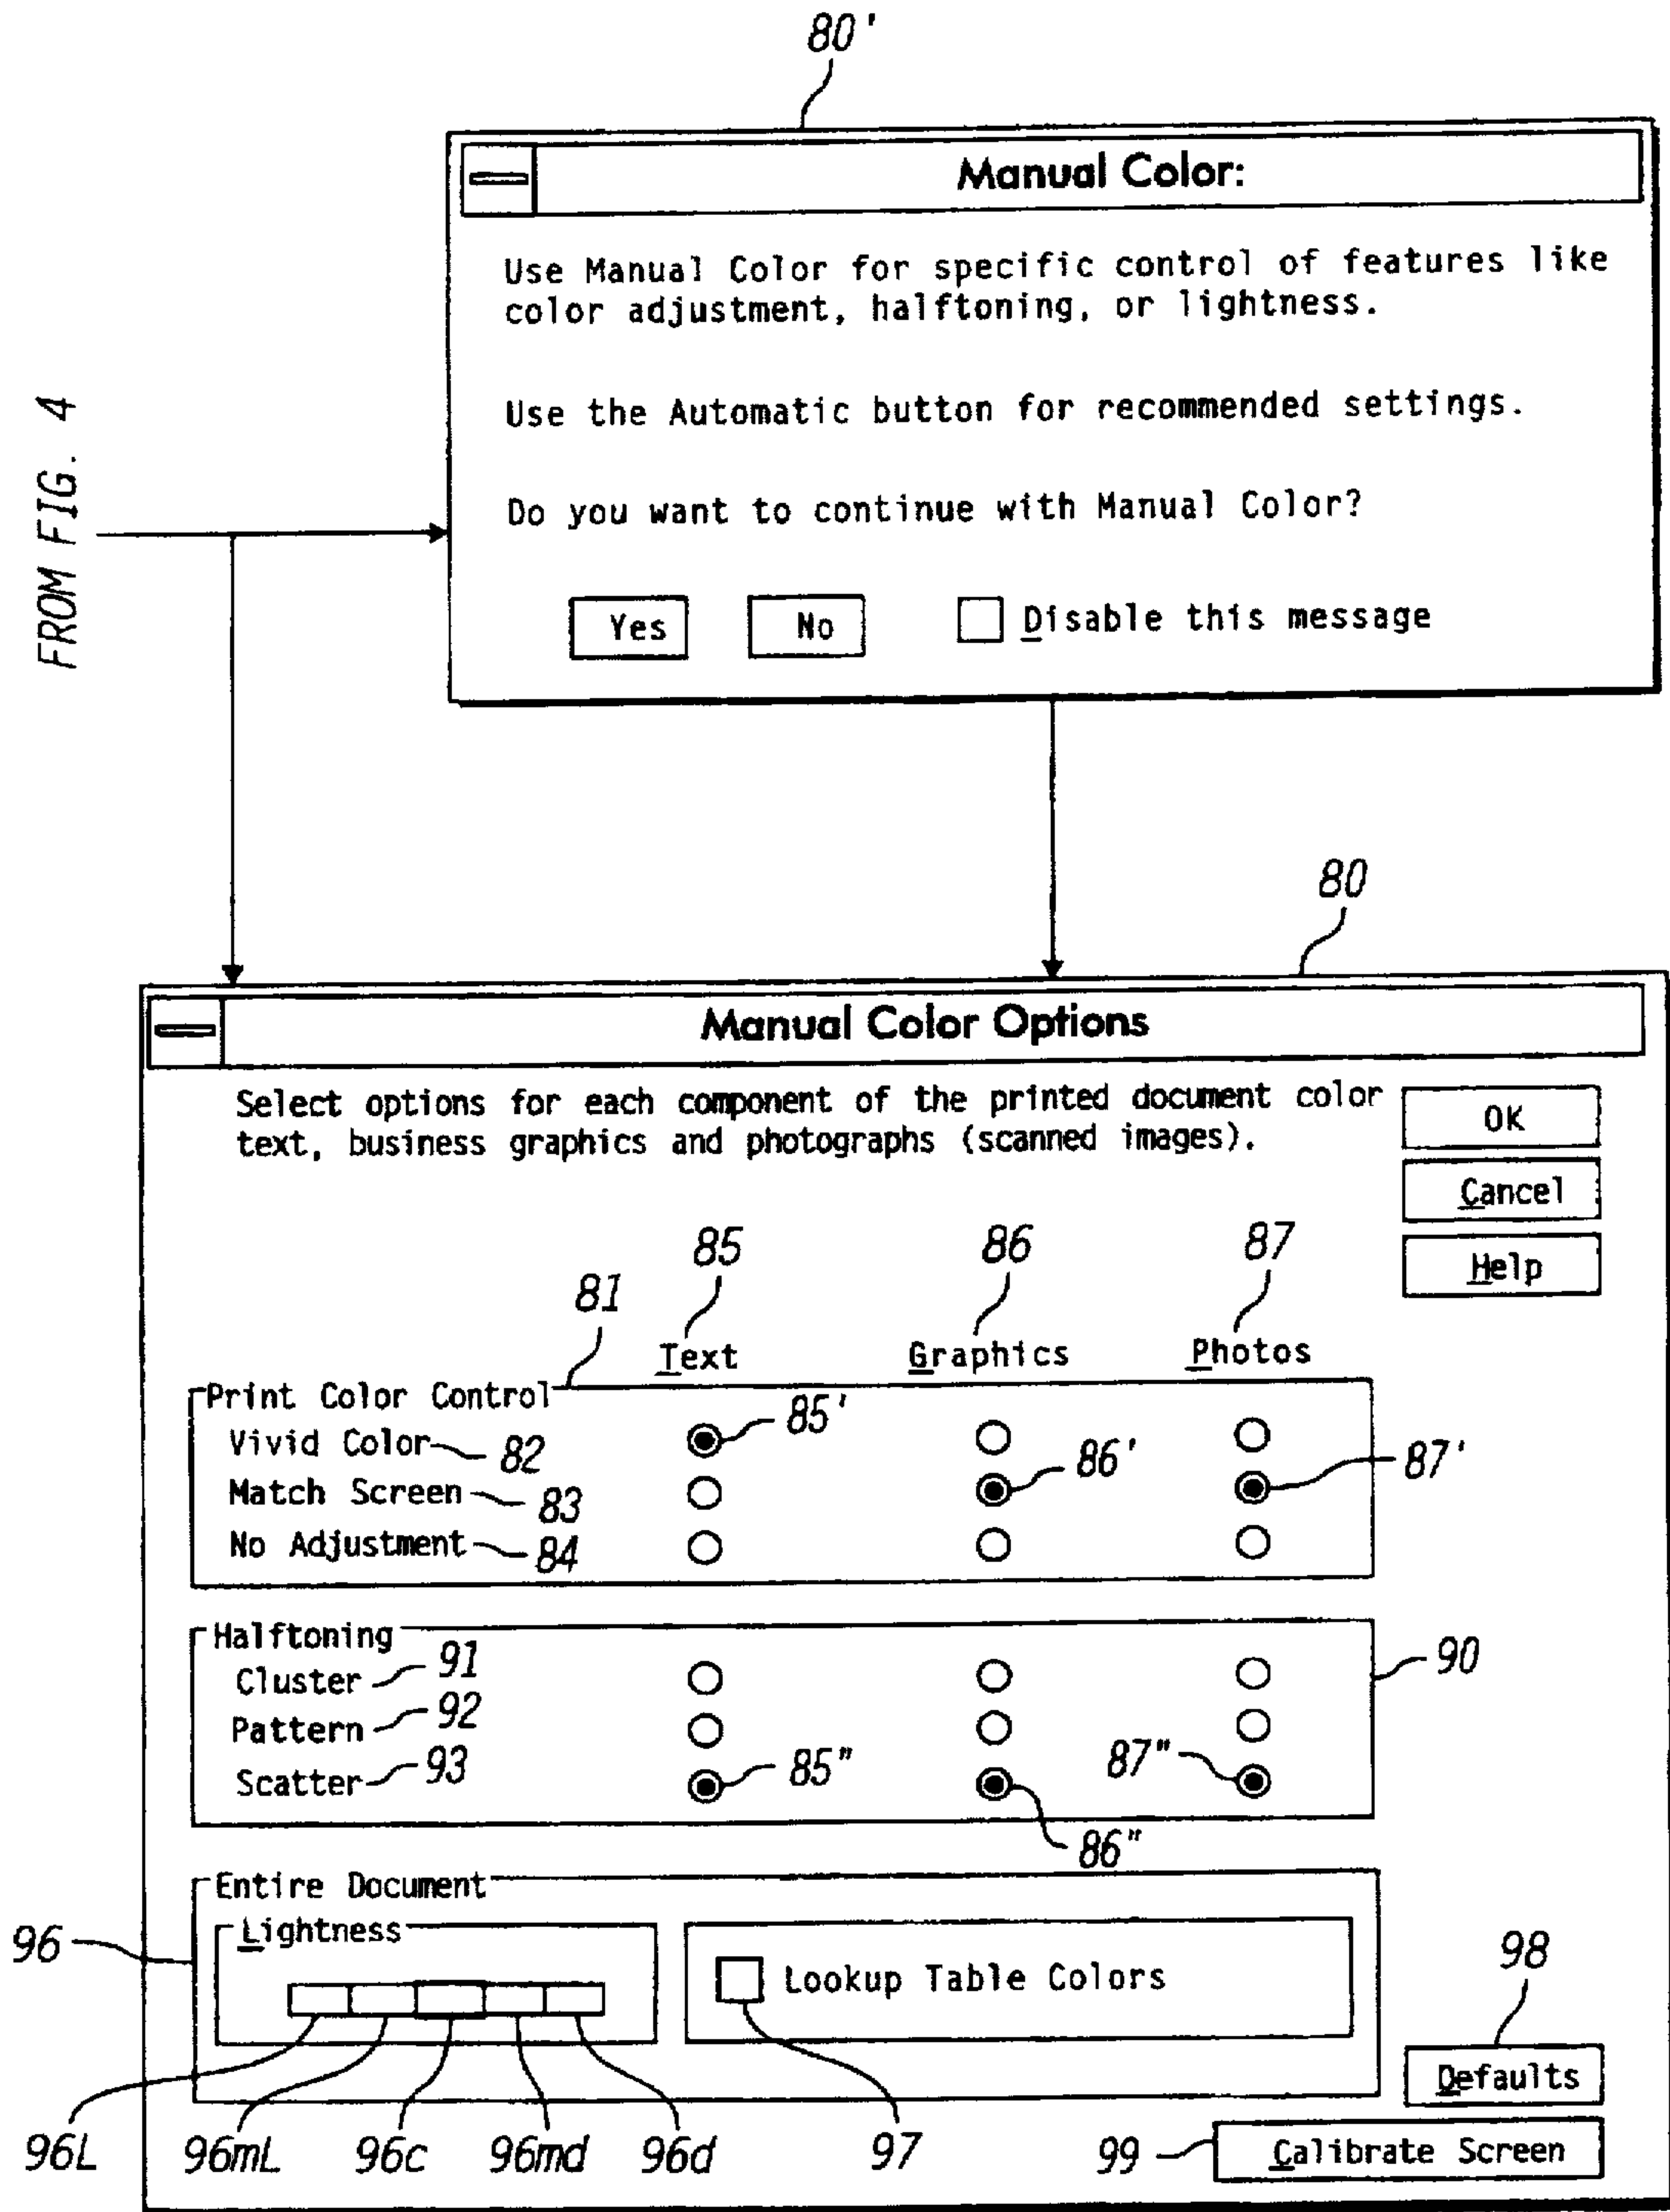 80'
Manual Color:
Use Manual Color for specific control of features like
color adjustment, halftoning, or lightness.
Use the Automatic button for recommended settings.
Do you want to continue with Manual Color?
Yes No Disable this message
FROM FIG. 4
80
Manual Color Options
Select options for each component of the printed document color
text, business graphics and photographs (scanned images).
OK
Cancel
Help
85 86 87
81
Text Graphics Photos
Print Color Control
Vivid Color 82 85'
Match Screen 83 86' 87'
No Adjustment 84
Halftoning
Cluster 91 90
Pattern 92
Scatter 93 85" 87"
86"
Entire Document
Lightness
96
Lookup Table Colors
98
Defaults
96L 96mL 96c 96md 96d 97
99 Calibrate Screen